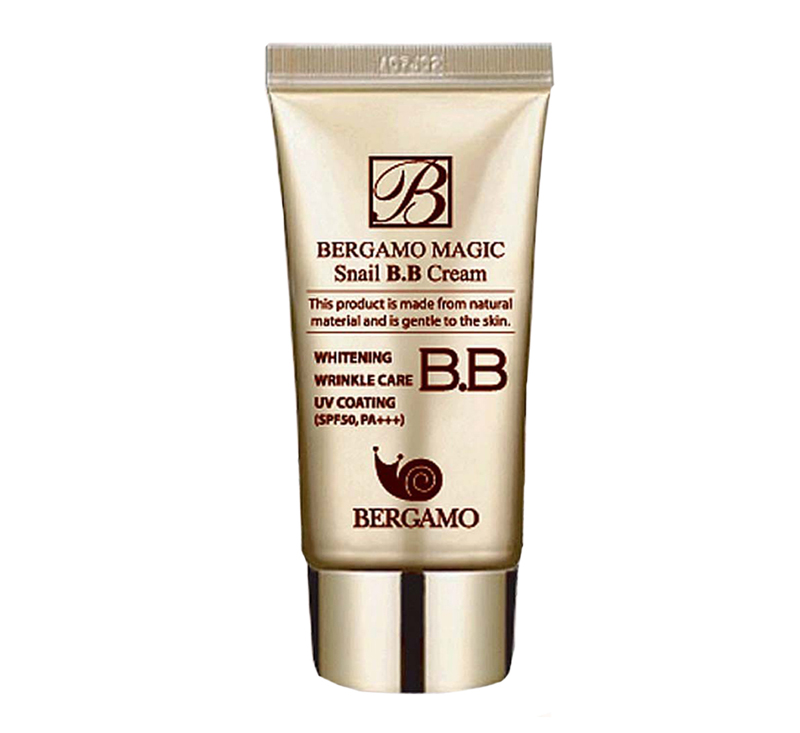 B
BERGAMO MAGIC
Snail B.B Cream
This product is made from natural
material and is gentle to the skin.
WHITENING
WRINKLE CARE
UV COATING
(SPF50, PA+++)
B.B
BERGAMO